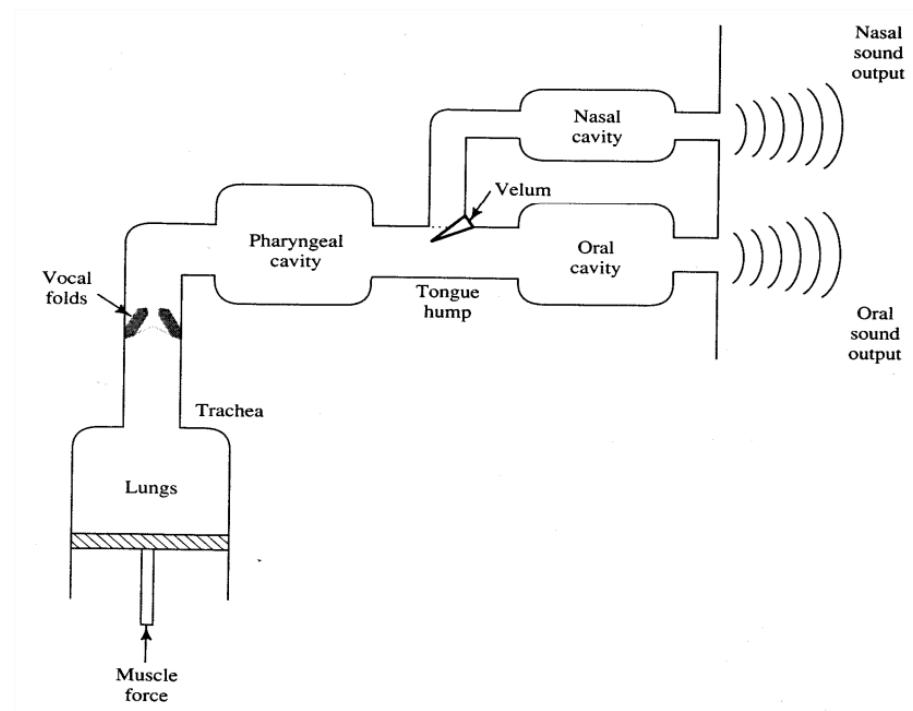 Nasal
sound
output
Nasal
cavity
Velum
Pharyngeal
cavity
Oral
cavity
Vocal
folds
Tongue
hump
Oral
sound
output
Trachea
Lungs
Muscle
force